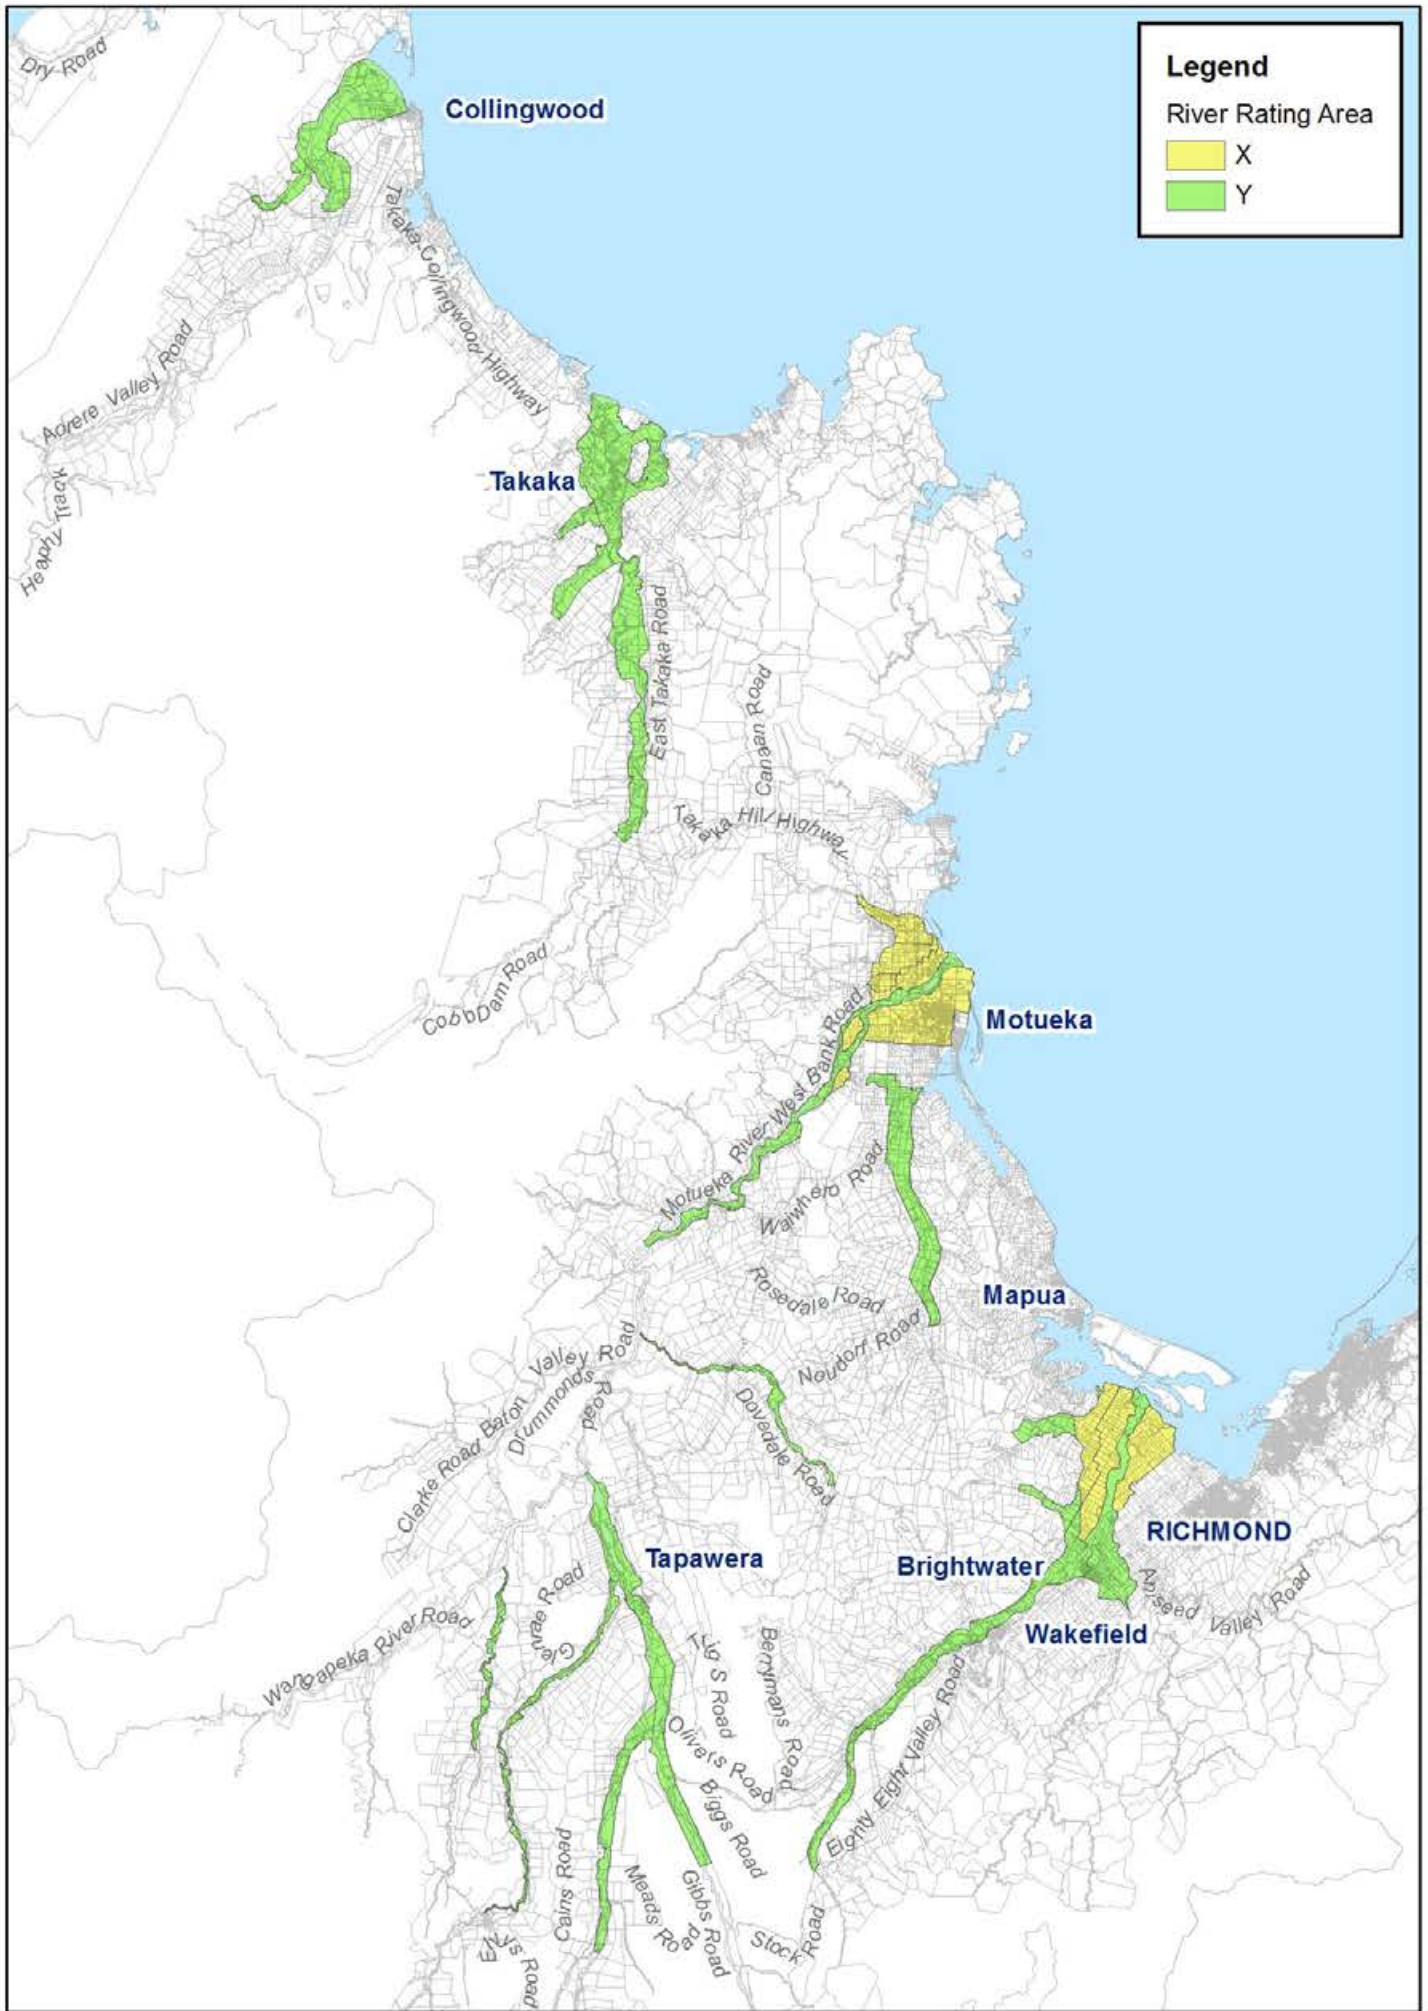 Legend
River Rating Area
X
Y
Dry Road
Collingwood
Takaka-Collingwood Highway
Aorere Valley Road
Heaphy Track
Takaka
East Takaka Road
Canaan Road
Takaka Hill Highway
Cobb Dam Road
Motueka
Motueka River West Bank Road
Waiwhero Road
Rosedale Road
Mapua
Neudorf Road
Baton Valley Road
Drummonds Road
Clarke Road
Dovedale Road
RICHMOND
Tapawera
Brightwater
Aniseed Valley Road
Wakefield
Glenrae Road
Wangapeka River Road
Berrymans Road
Olivers Road
Eighty Eight Valley Road
Biggs Road
Cains Road
Meads Road
Gibbs Road
Stock Road